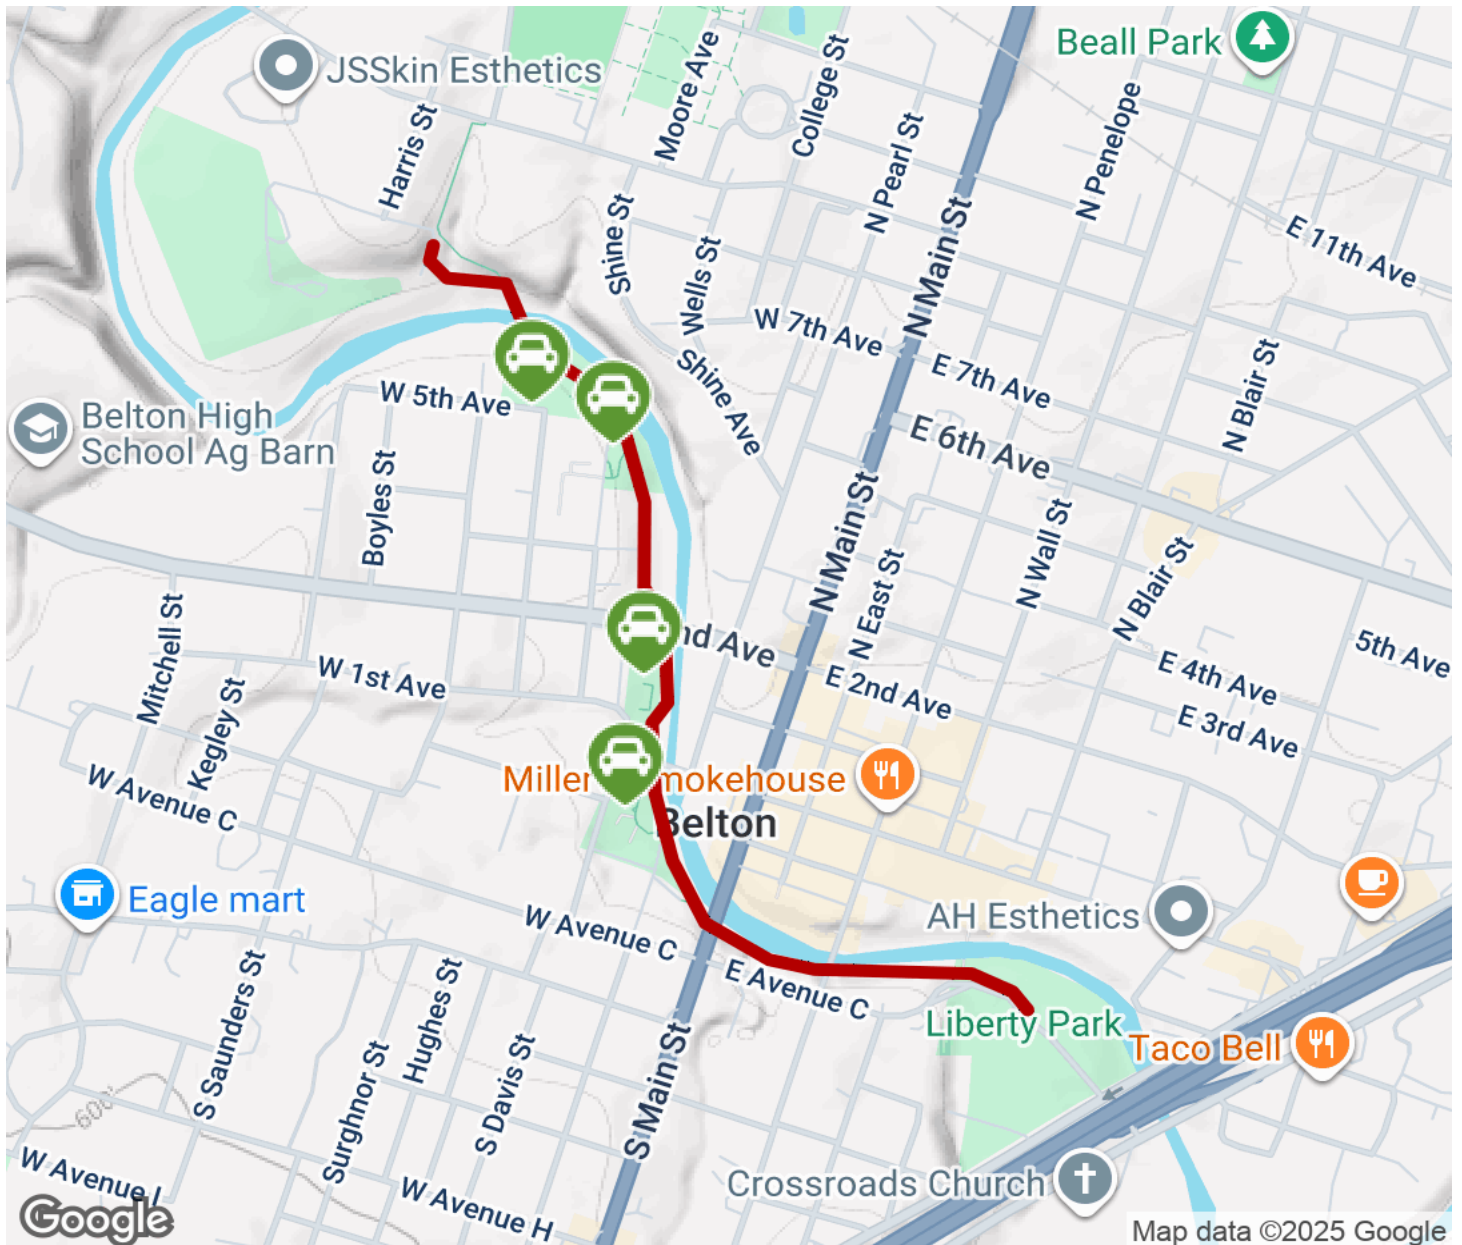 Beall Park
JSSkin Esthetics
Moore Ave
College St
Harris St
N Pearl St
N Penelope
Shine St
Wells St
N Main St
E 11th Ave
W 7th Ave
E 7th Ave
Shine Ave
N Blair St
W 5th Ave
Belton High
School Ag Barn
E 6th Ave
Boyles St
N Main St
N East St
N Wall St
N Blair St
nd Ave
5th Ave
Mitchell St
W 1st Ave
Kegley St
E 2nd Ave
E 4th Ave
E 3rd Ave
Miller mokehouse
W Avenue C
Belton
Eagle mart
AH Esthetics
W Avenue C
E Avenue C
S Saunders St
Hughes St
Surghnor St
S Davis St
S Main St
Liberty Park
Taco Bell
600'
W Avenue I
W Avenue H
Crossroads Church
Google
Map data ©2025 Google